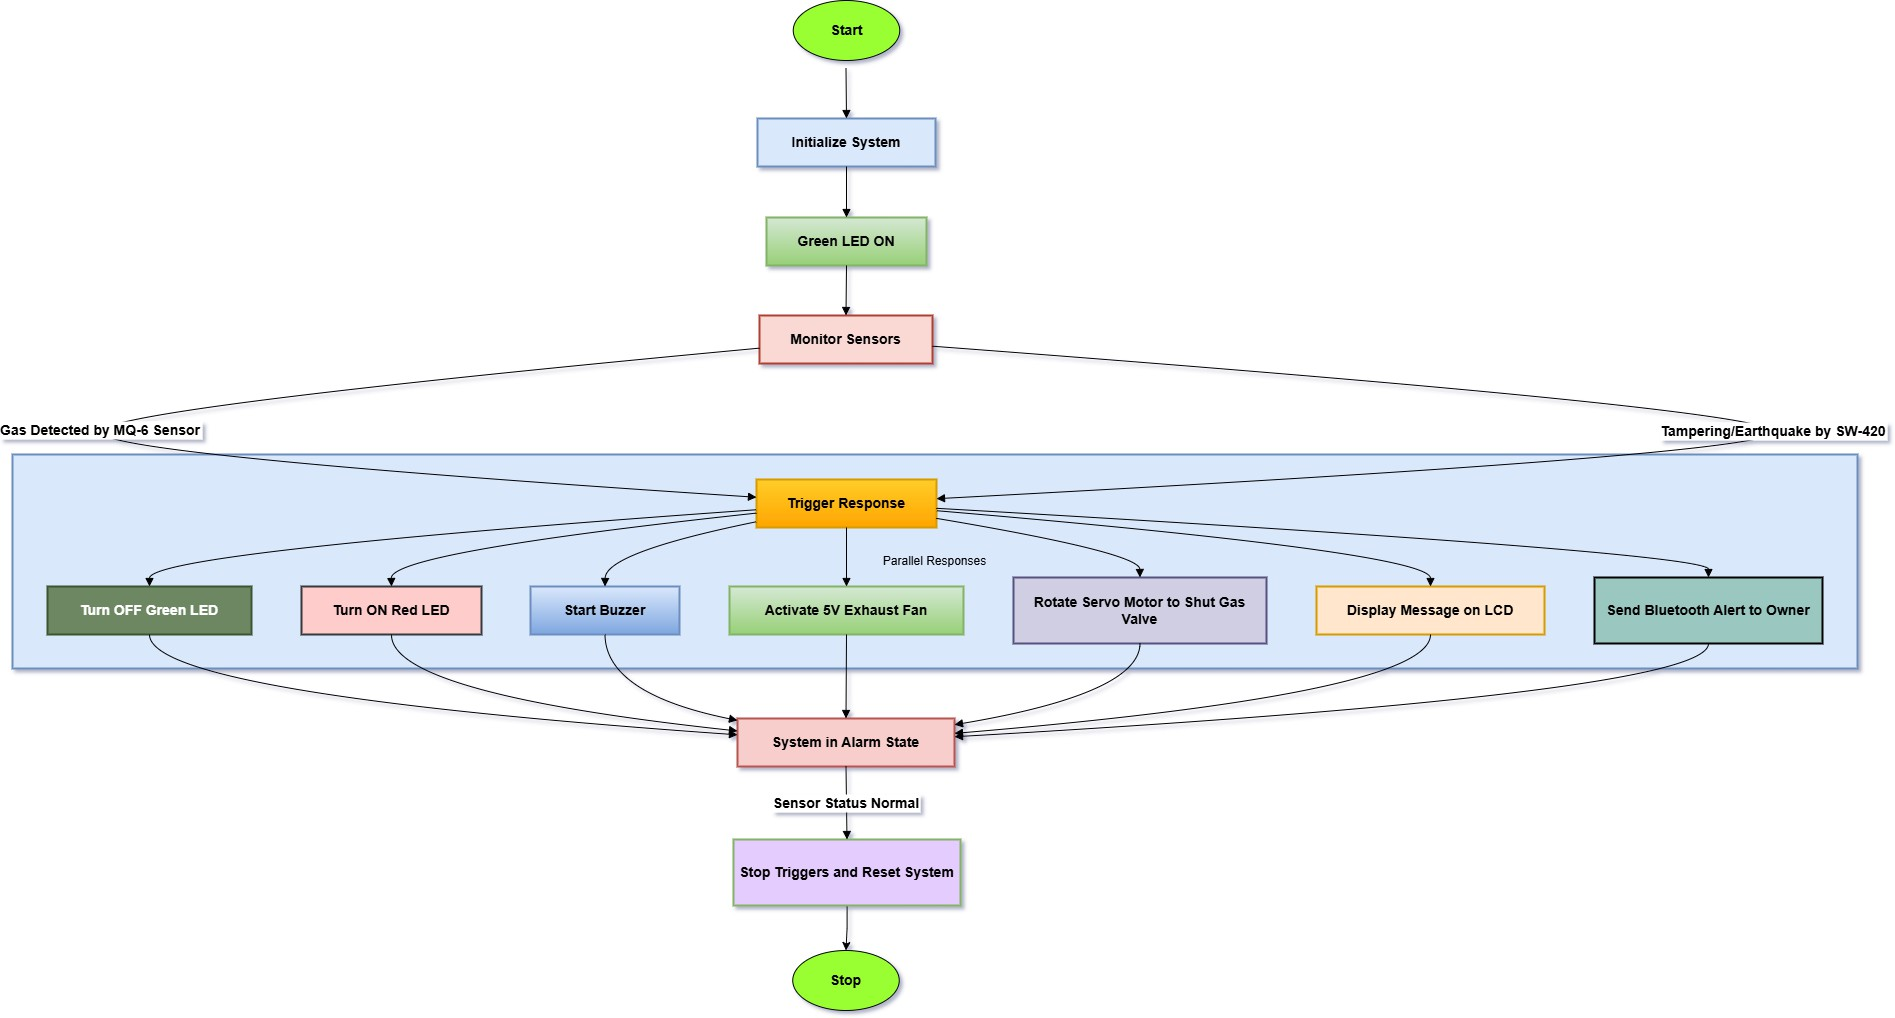 Start
Initialize System
Green LED ON
Monitor Sensors
Gas Detected by MQ-6 Sensor
Tampering/Earthquake by SW-420
Trigger Response
Parallel Responses
Turn OFF Green LED
Turn ON Red LED
Start Buzzer
Activate 5V Exhaust Fan
Rotate Servo Motor to Shut Gas
Valve
Display Message on LCD
Send Bluetooth Alert to Owner
System in Alarm State
Sensor Status Normal
Stop Triggers and Reset System
Stop